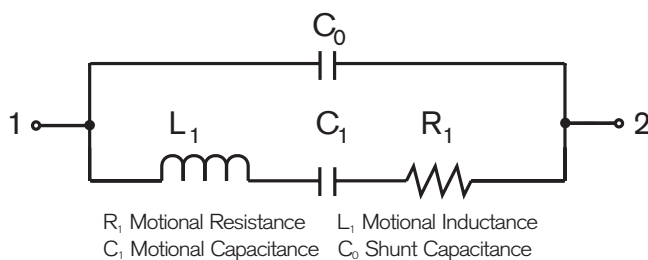 C₀
1 L₁ C₁ R₁ 2
R₁ Motional Resistance L₁ Motional Inductance
C₁ Motional Capacitance C₀ Shunt Capacitance